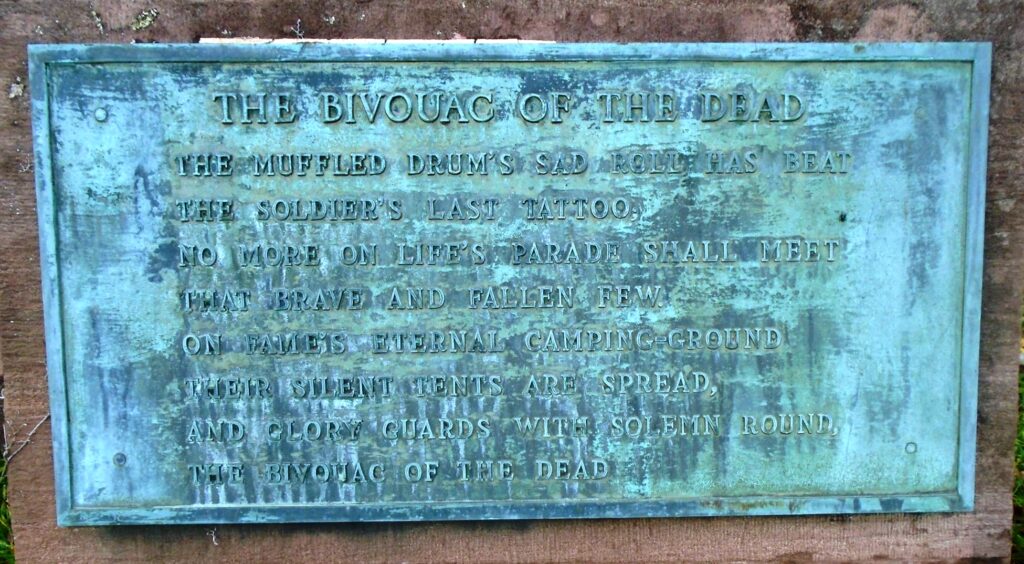 THE BIVOUAC OF THE DEAD
THE MUFFLED DRUM'S SAD ROLL HAS BEAT
THE SOLDIER'S LAST TATTOO,
NO MORE ON LIFE'S PARADE SHALL MEET
THAT BRAVE AND FALLEN FEW.
ON FAME'S ETERNAL CAMPING-GROUND
THEIR SILENT TENTS ARE SPREAD,
AND GLORY GUARDS WITH SOLEMN ROUND,
THE BIVOUAC OF THE DEAD